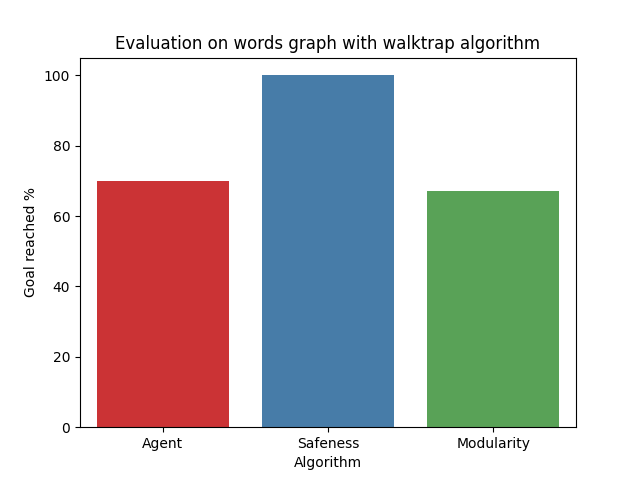 Evaluation on words graph with walktrap algorithm
100
80
60
40
20
0
Goal reached %
Agent Safeness Modularity
Algorithm